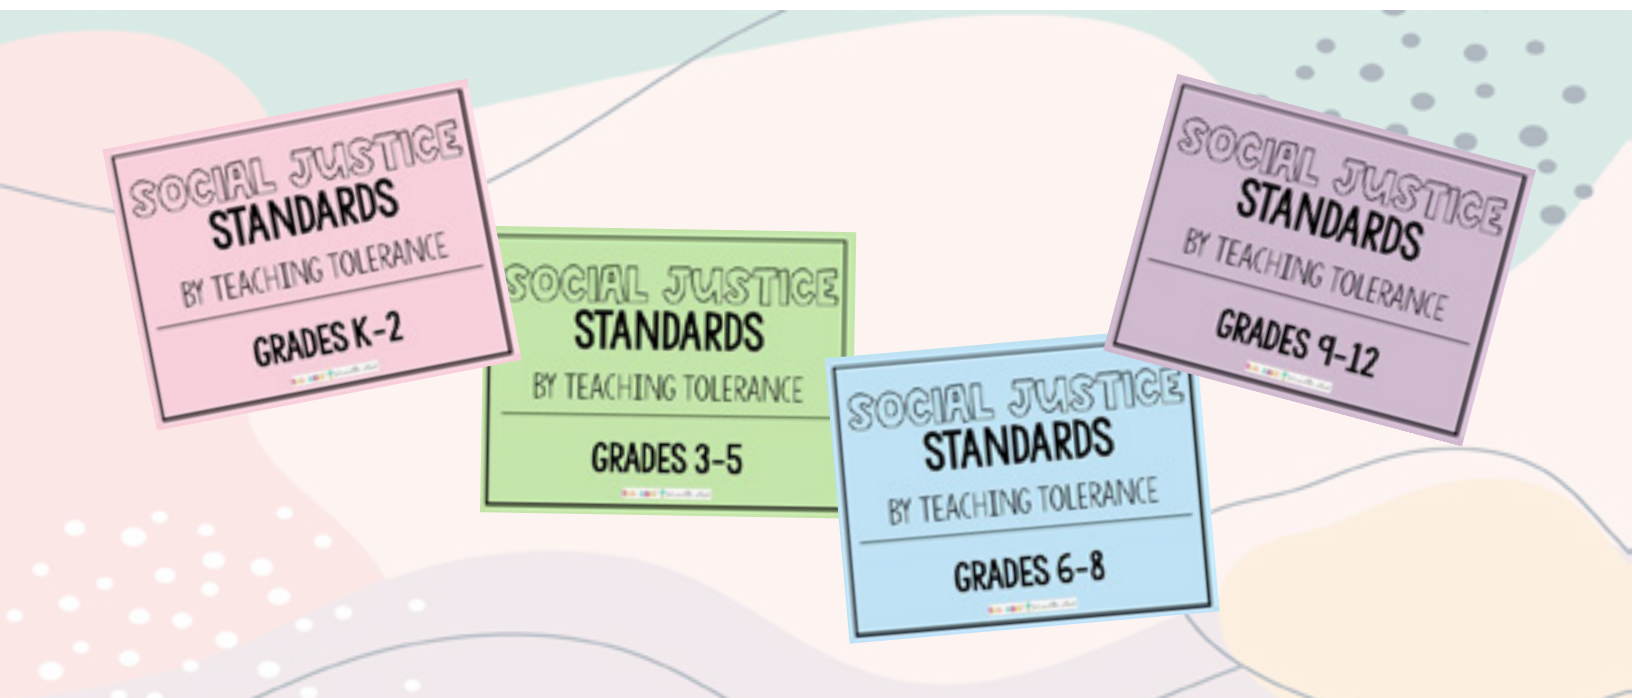 SOCIAL JUSTICE
STANDARDS
BY TEACHING TOLERANCE
GRADES K-2
SOCIAL JUSTICE
STANDARDS
BY TEACHING TOLERANCE
GRADES 3-5
SOCIAL JUSTICE
STANDARDS
BY TEACHING TOLERANCE
GRADES 6-8
SOCIAL JUSTICE
STANDARDS
BY TEACHING TOLERANCE
GRADES 9-12